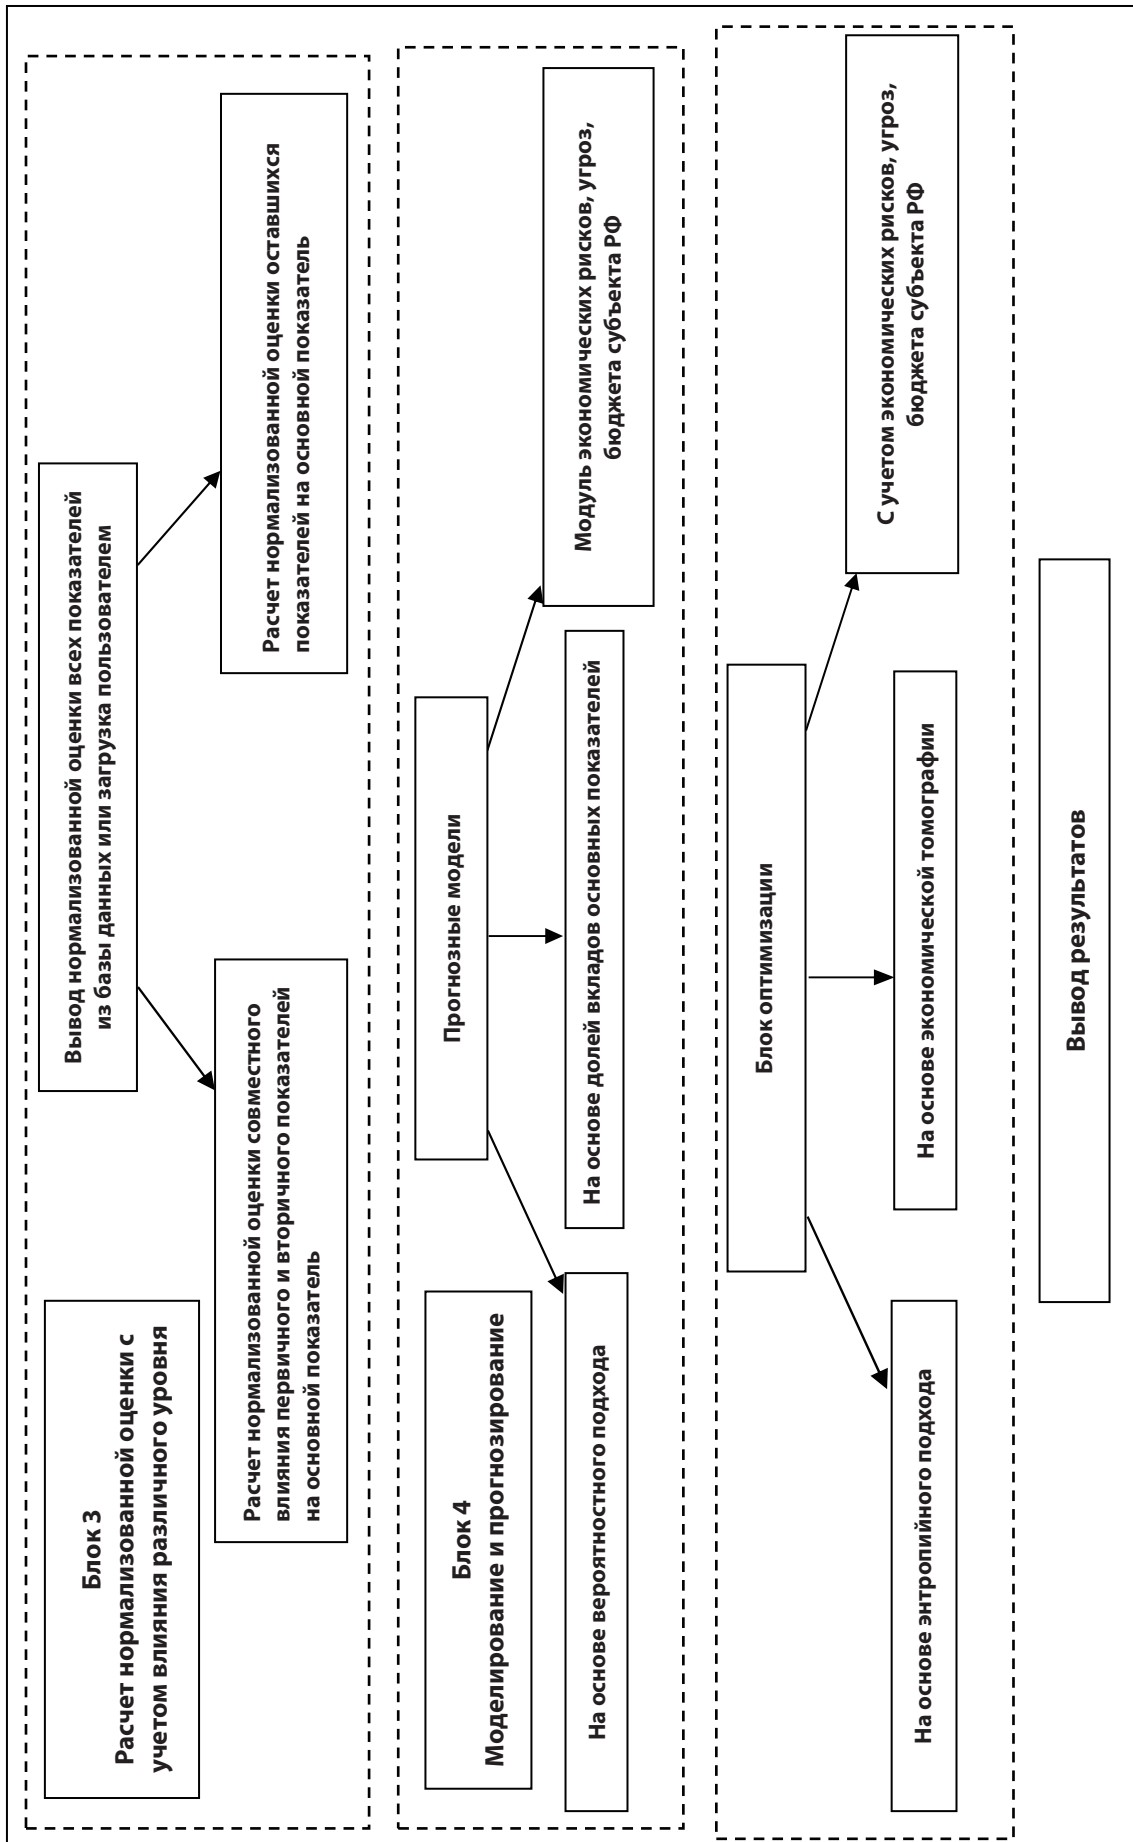 Блок 3
Расчет нормализованной оценки с
учетом влияния различного уровня
Вывод нормализованной оценки всех показателей
из базы данных или загрузка пользователем
Расчет нормализованной оценки совместного
влияния первичного и вторичного показателей
на основной показатель
Расчет нормализованной оценки оставшихся
показателей на основной показатель
Блок 4
Моделирование и прогнозирование
Прогнозные модели
На основе вероятностного подхода
На основе долей вкладов основных показателей
Модуль экономических рисков, угроз,
бюджета субъекта РФ
Блок оптимизации
На основе энтропийного подхода
На основе экономической томографии
С учетом экономических рисков, угроз,
бюджета субъекта РФ
Вывод результатов